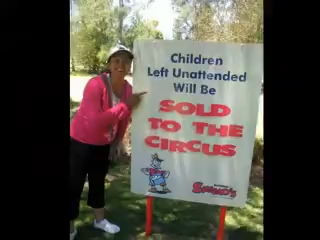 Children
Left Unattended
Will Be
SOLD
TO THE
CIRCUS